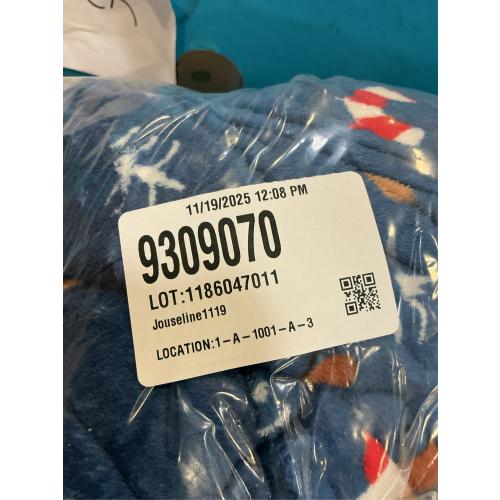 11/19/2025 12:08 PM
9309070
LOT:1186047011
Jouseline1119
LOCATION:1-A-1001-A-3